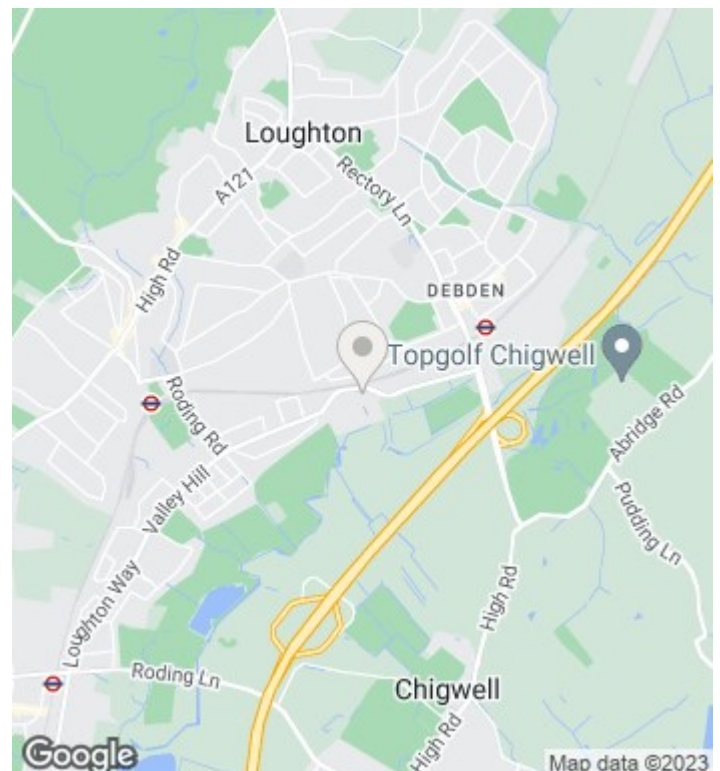 Loughton
A121
Rectory Ln
High Rd
DEBDEN
Topgolf Chigwell
Roding Rd
Abridge Rd
Valley Hill
Pudding Ln
Loughton Way
High Rd
Roding Ln
Chigwell
High Rd
Google
Map data ©2023